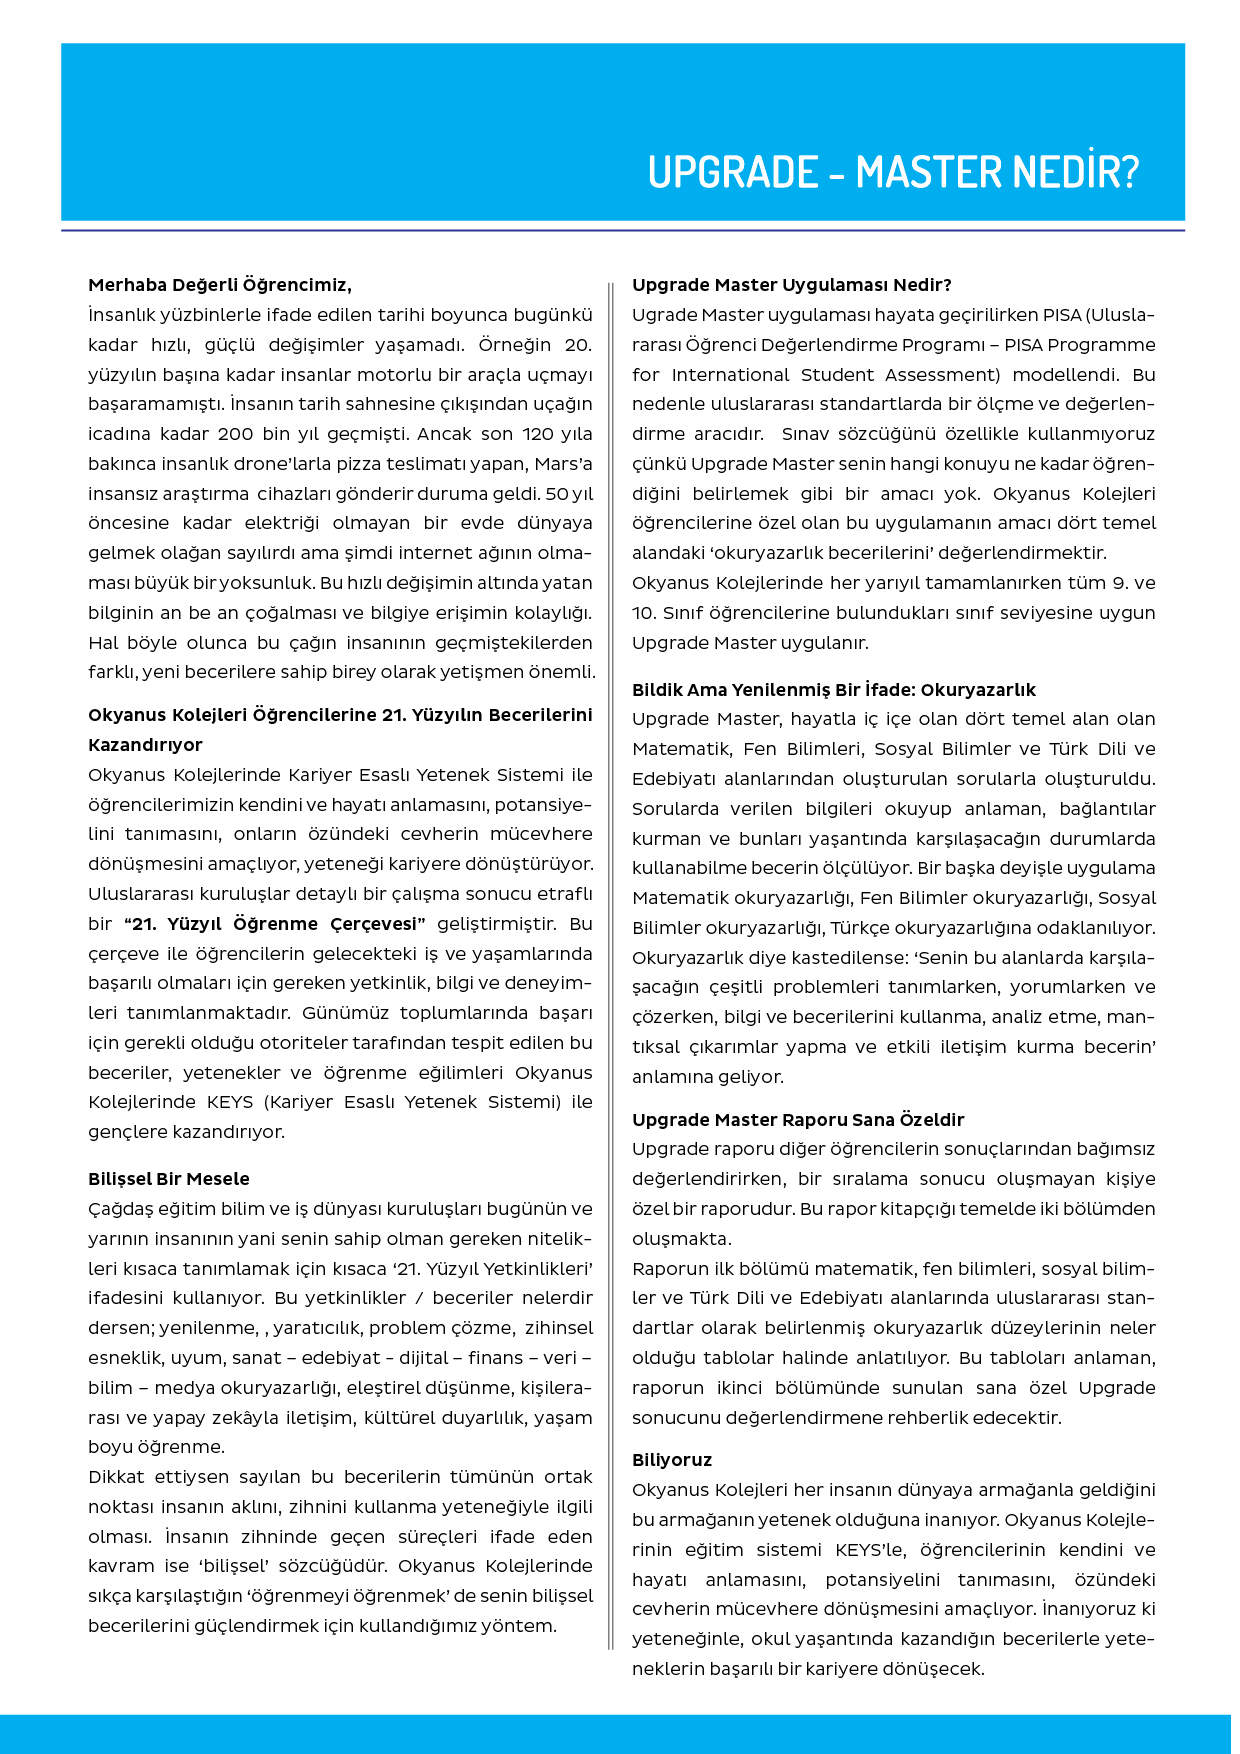 UPGRADE - MASTER NEDİR?
Merhaba Değerli Öğrencimiz,
İnsanlık yüzbinlerle ifade edilen tarihi boyunca bugünkü
kadar hızlı, güçlü değişimler yaşamadı. Örneğin 20.
yüzyılın başına kadar insanlar motorlu bir araçla uçmayı
başaramamıştı. İnsanın tarih sahnesine çıkışından uçağın
icadına kadar 200 bin yıl geçmişti. Ancak son 120 yıla
bakınca insanlık drone’larla pizza teslimatı yapan, Mars’a
insansız araştırma  cihazları gönderir duruma geldi. 50 yıl
öncesine kadar elektriği olmayan bir evde dünyaya
gelmek olağan sayılırdı ama şimdi internet ağının olma-
ması büyük bir yoksunluk. Bu hızlı değişimin altında yatan
bilginin an be an çoğalması ve bilgiye erişimin kolaylığı.
Hal böyle olunca bu çağın insanının geçmiştekilerden
farklı, yeni becerilere sahip birey olarak yetişmen önemli.
Okyanus Kolejleri Öğrencilerine 21. Yüzyılın Becerilerini
Kazandırıyor
Okyanus Kolejlerinde Kariyer Esaslı Yetenek Sistemi ile
öğrencilerimizin kendini ve hayatı anlamasını, potansiye-
lini tanımasını, onların özündeki cevherin mücevhere
dönüşmesini amaçlıyor, yeteneği kariyere dönüştürüyor.
Uluslararası kuruluşlar detaylı bir çalışma sonucu etraflı
bir “21. Yüzyıl Öğrenme Çerçevesi” geliştirmiştir. Bu
çerçeve ile öğrencilerin gelecekteki iş ve yaşamlarında
başarılı olmaları için gereken yetkinlik, bilgi ve deneyim-
leri tanımlanmaktadır. Günümüz toplumlarında başarı
için gerekli olduğu otoriteler tarafından tespit edilen bu
beceriler, yetenekler ve öğrenme eğilimleri Okyanus
Kolejlerinde KEYS (Kariyer Esaslı Yetenek Sistemi) ile
gençlere kazandırıyor.
Bilişsel Bir Mesele
Çağdaş eğitim bilim ve iş dünyası kuruluşları bugünün ve
yarının insanının yani senin sahip olman gereken nitelik-
leri kısaca tanımlamak için kısaca ‘21. Yüzyıl Yetkinlikleri’
ifadesini kullanıyor. Bu yetkinlikler / beceriler nelerdir
dersen; yenilenme, , yaratıcılık, problem çözme,  zihinsel
esneklik, uyum, sanat – edebiyat - dijital – finans – veri –
bilim – medya okuryazarlığı, eleştirel düşünme, kişilera-
rası ve yapay zekâyla iletişim, kültürel duyarlılık, yaşam
boyu öğrenme.
Dikkat ettiysen sayılan bu becerilerin tümünün ortak
noktası insanın aklını, zihnini kullanma yeteneğiyle ilgili
olması. İnsanın zihninde geçen süreçleri ifade eden
kavram ise ‘bilişsel’ sözcüğüdür. Okyanus Kolejlerinde
sıkça karşılaştığın ‘öğrenmeyi öğrenmek’ de senin bilişsel
becerilerini güçlendirmek için kullandığımız yöntem.
Upgrade Master Uygulaması Nedir?
Ugrade Master uygulaması hayata geçirilirken PISA (Ulusla-
rarası Öğrenci Değerlendirme Programı – PISA Programme
for International Student Assessment) modellendi. Bu
nedenle uluslararası standartlarda bir ölçme ve değerlen-
dirme aracıdır.  Sınav sözcüğünü özellikle kullanmıyoruz
çünkü Upgrade Master senin hangi konuyu ne kadar öğren-
diğini belirlemek gibi bir amacı yok. Okyanus Kolejleri
öğrencilerine özel olan bu uygulamanın amacı dört temel
alandaki ‘okuryazarlık becerilerini’ değerlendirmektir.
Okyanus Kolejlerinde her yarıyıl tamamlanırken tüm 9. ve
10. Sınıf öğrencilerine bulundukları sınıf seviyesine uygun
Upgrade Master uygulanır.
Bildik Ama Yenilenmiş Bir İfade: Okuryazarlık
Upgrade Master, hayatla iç içe olan dört temel alan olan
Matematik, Fen Bilimleri, Sosyal Bilimler ve Türk Dili ve
Edebiyatı alanlarından oluşturulan sorularla oluşturuldu.
Sorularda verilen bilgileri okuyup anlaman, bağlantılar
kurman ve bunları yaşantında karşılaşacağın durumlarda
kullanabilme becerin ölçülüyor. Bir başka deyişle uygulama
Matematik okuryazarlığı, Fen Bilimler okuryazarlığı, Sosyal
Bilimler okuryazarlığı, Türkçe okuryazarlığına odaklanılıyor.
Okuryazarlık diye kastedilense: ‘Senin bu alanlarda karşıla-
şacağın çeşitli problemleri tanımlarken, yorumlarken ve
çözerken, bilgi ve becerilerini kullanma, analiz etme, man-
tıksal çıkarımlar yapma ve etkili iletişim kurma becerin’
anlamına geliyor.
Upgrade Master Raporu Sana Özeldir
Upgrade raporu diğer öğrencilerin sonuçlarından bağımsız
değerlendirirken, bir sıralama sonucu oluşmayan kişiye
özel bir raporudur. Bu rapor kitapçığı temelde iki bölümden
oluşmakta.
Raporun ilk bölümü matematik, fen bilimleri, sosyal bilim-
ler ve Türk Dili ve Edebiyatı alanlarında uluslararası stan-
dartlar olarak belirlenmiş okuryazarlık düzeylerinin neler
olduğu tablolar halinde anlatılıyor. Bu tabloları anlaman,
raporun ikinci bölümünde sunulan sana özel Upgrade
sonucunu değerlendirmene rehberlik edecektir.
Biliyoruz
Okyanus Kolejleri her insanın dünyaya armağanla geldiğini
bu armağanın yetenek olduğuna inanıyor. Okyanus Kolejle-
rinin eğitim sistemi KEYS’le, öğrencilerinin kendini ve
hayatı anlamasını, potansiyelini tanımasını, özündeki
cevherin mücevhere dönüşmesini amaçlıyor. İnanıyoruz ki
yeteneğinle, okul yaşantında kazandığın becerilerle yete-
neklerin başarılı bir kariyere dönüşecek.